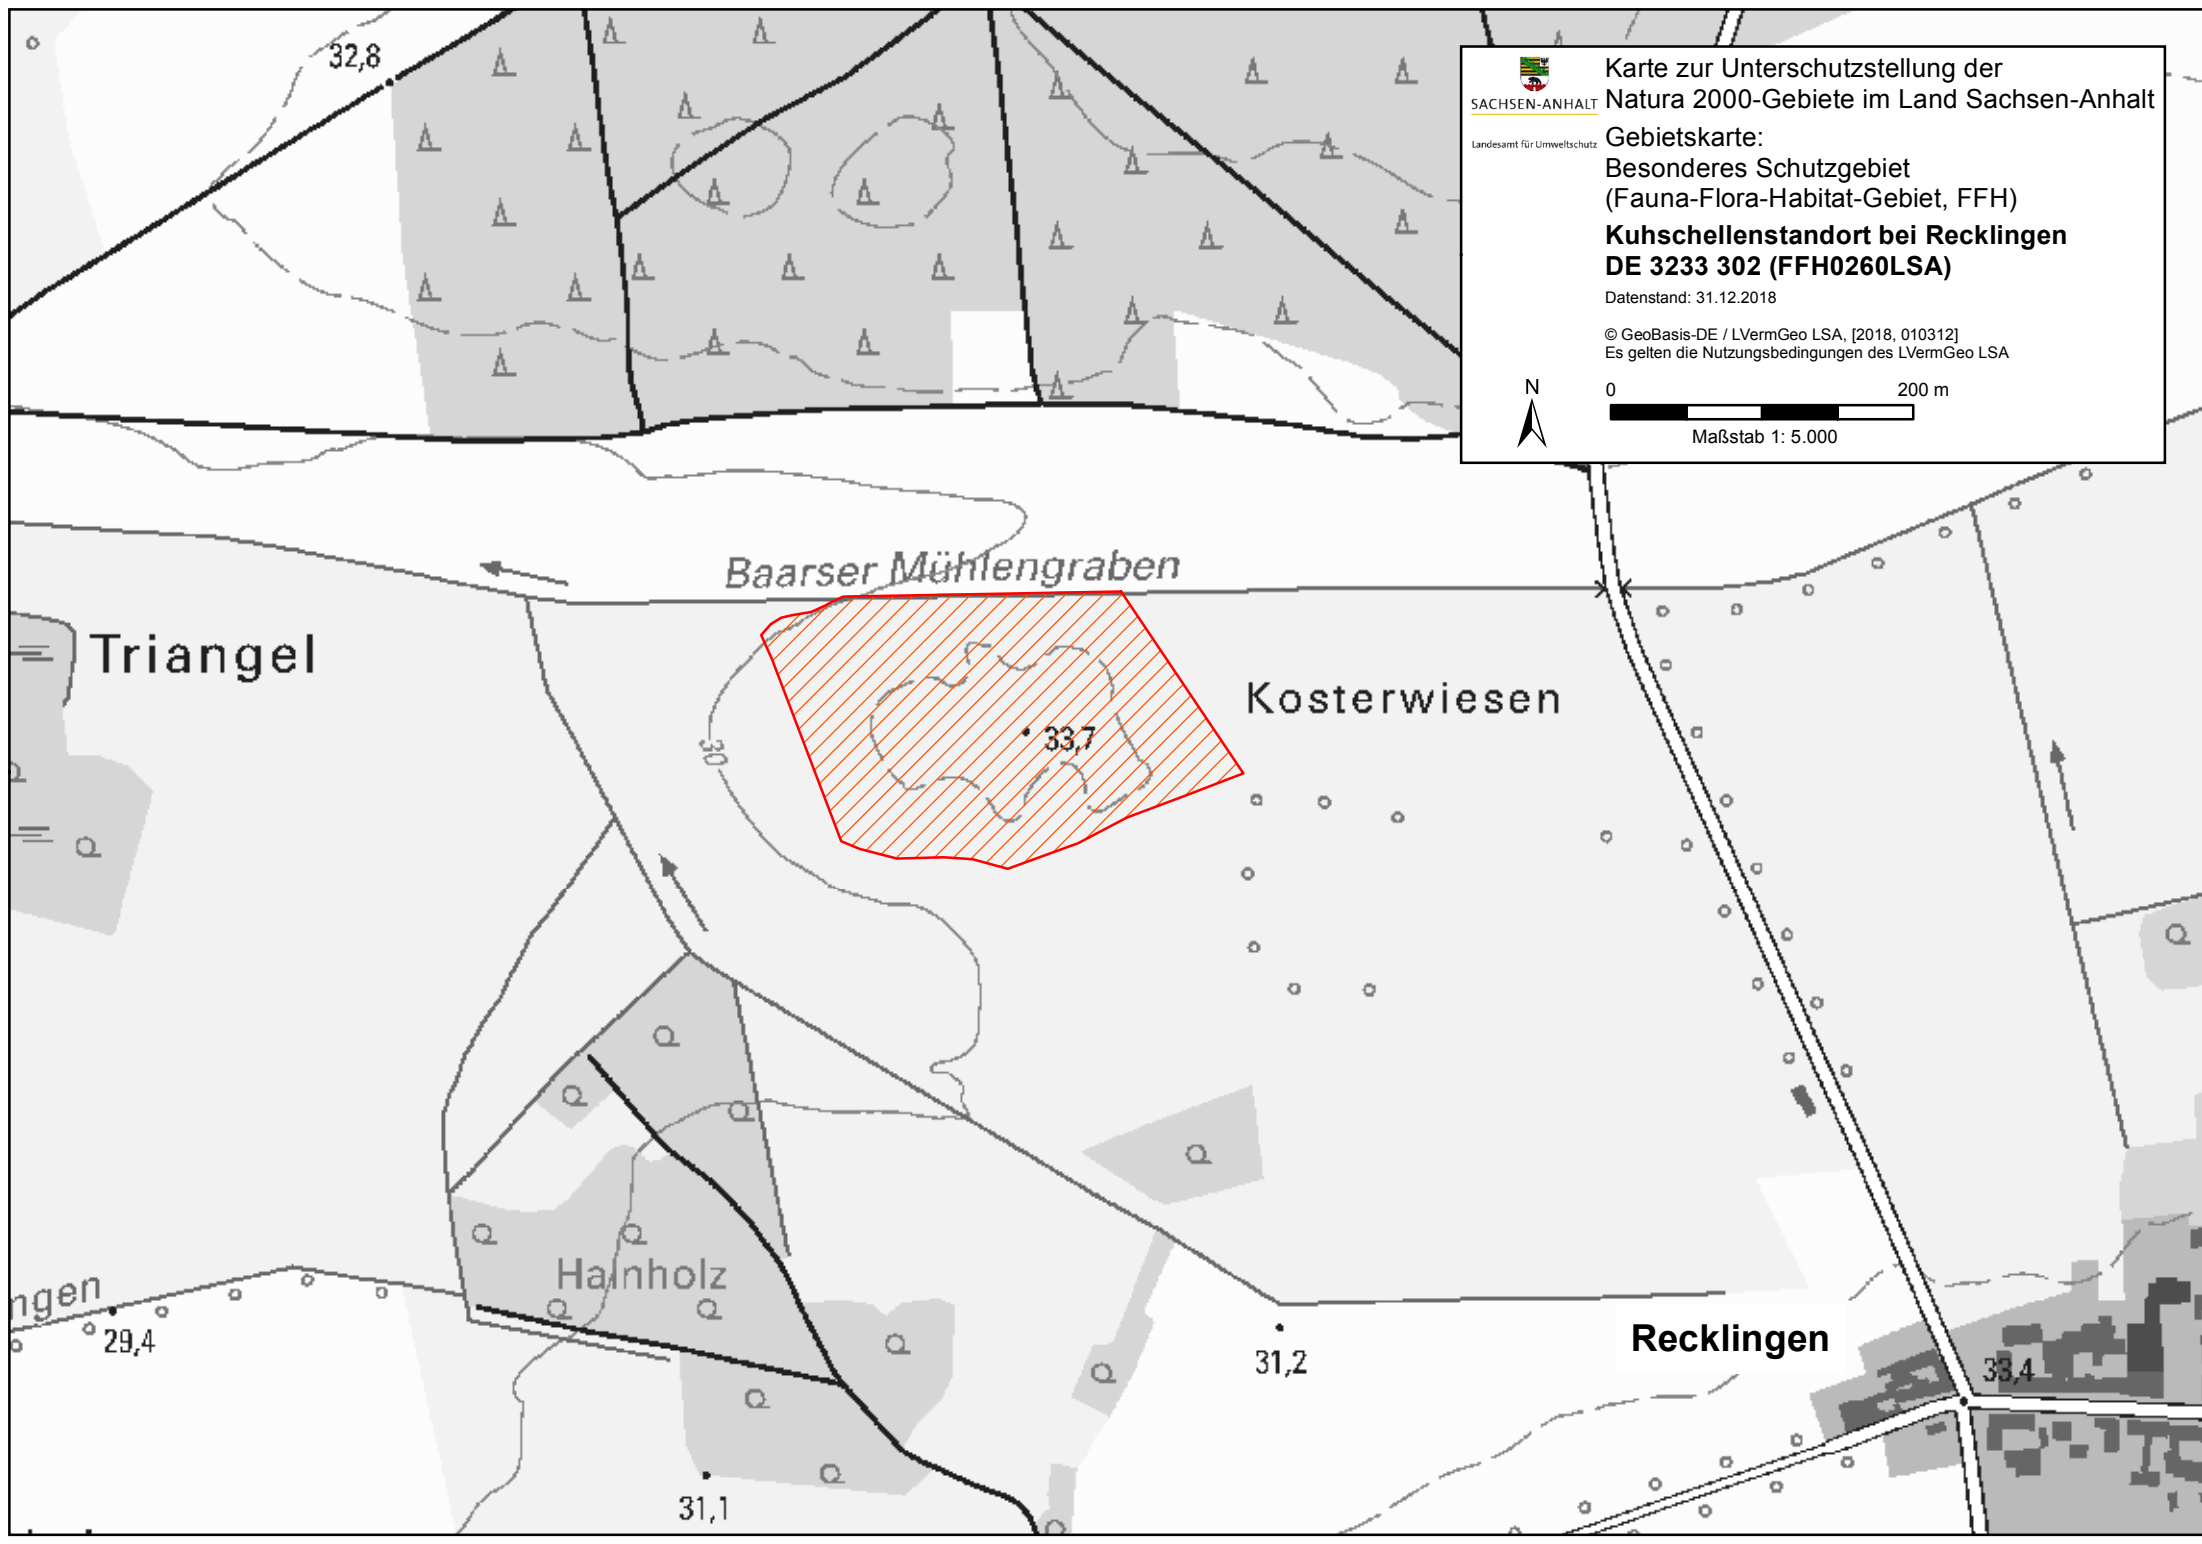 32,8
SACHSEN-ANHALT
Landesamt für Umweltschutz
Karte zur Unterschutzstellung der
Natura 2000-Gebiete im Land Sachsen-Anhalt
Gebietskarte:
Besonderes Schutzgebiet
(Fauna-Flora-Habitat-Gebiet, FFH)
Kuhschellenstandort bei Recklingen
DE 3233 302 (FFH0260LSA)
Datenstand: 31.12.2018
© GeoBasis-DE / LVermGeo LSA, [2018, 010312]
Es gelten die Nutzungsbedingungen des LVermGeo LSA
N
0 200 m
Maßstab 1: 5.000
Baarser Mühlengraben
Triangel
Kosterwiesen
33,7
30
Hainholz
ngen
29,4
31,2
Recklingen
33,4
31,1